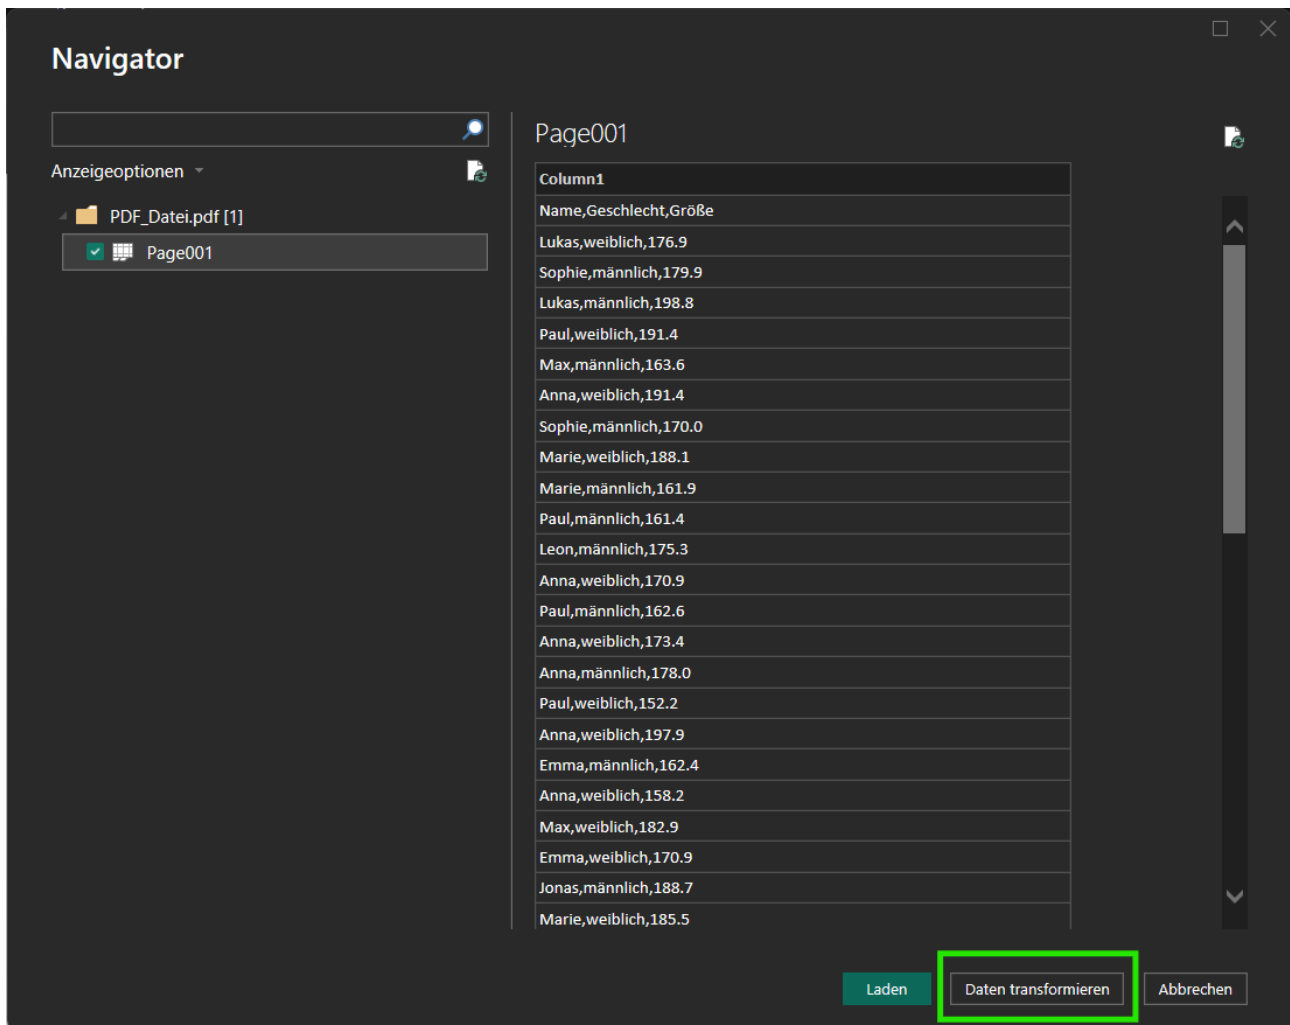 Navigator
Anzeigeoptionen
PDF_Datei.pdf [1]
Page001
Page001
Column1
Name,Geschlecht,Größe
Lukas,weiblich,176.9
Sophie,männlich,179.9
Lukas,männlich,198.8
Paul,weiblich,191.4
Max,männlich,163.6
Anna,weiblich,191.4
Sophie,männlich,170.0
Marie,weiblich,188.1
Marie,männlich,161.9
Paul,männlich,161.4
Leon,männlich,175.3
Anna,weiblich,170.9
Paul,männlich,162.6
Anna,weiblich,173.4
Anna,männlich,178.0
Paul,weiblich,152.2
Anna,weiblich,197.9
Emma,männlich,162.4
Anna,weiblich,158.2
Max,weiblich,182.9
Emma,weiblich,170.9
Jonas,männlich,188.7
Marie,weiblich,185.5
Laden
Daten transformieren
Abbrechen